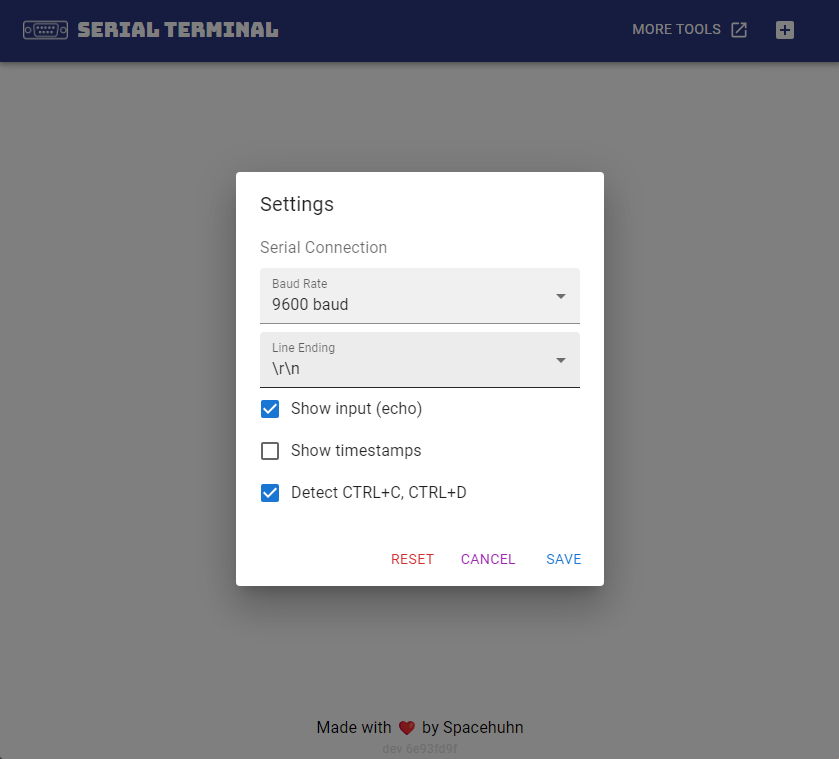 SERIAL TERMINAL
MORE TOOLS
Settings
Serial Connection
Baud Rate
9600 baud
Line Ending
\r\n
Show input (echo)
Show timestamps
Detect CTRL+C, CTRL+D
RESET CANCEL SAVE
Made with ❤️ by Spacehuhn
dev 6e93fd9f